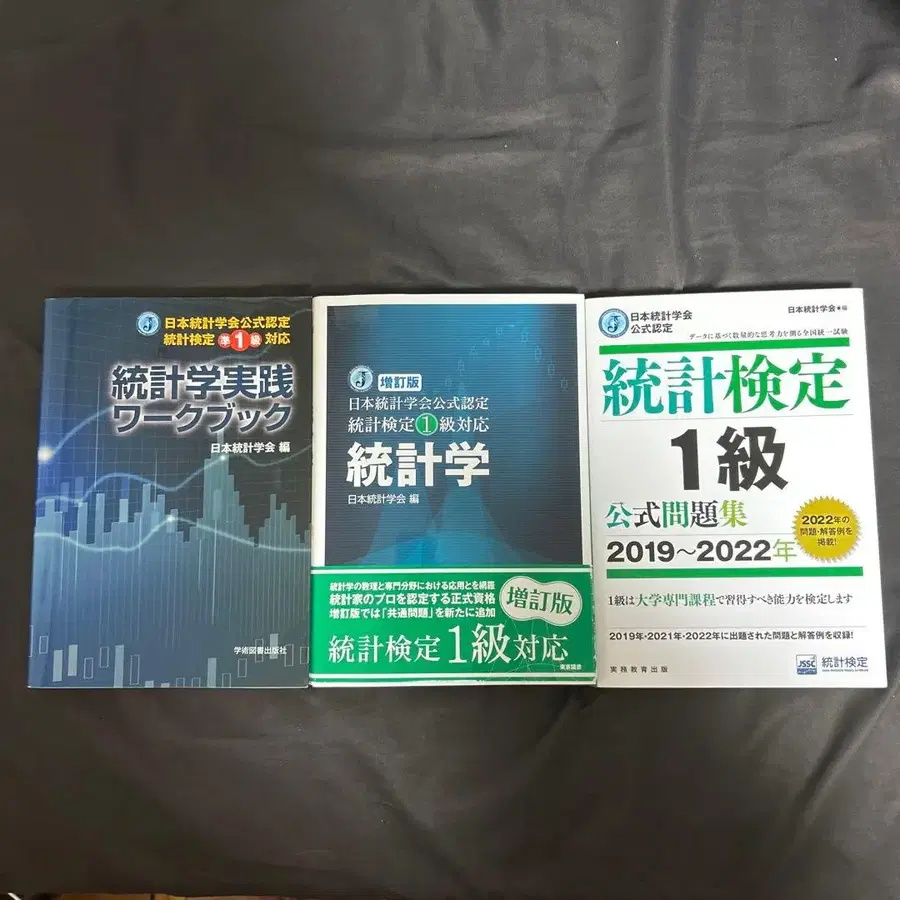 日本統計学会公式認定
統計検定準1級対応
統計学実践
ワークブック
日本統計学会 編
学術図書出版社
増訂版
日本統計学会公式認定
統計検定1級対応
統計学
日本統計学会 編
統計学の数理と専門分野における応用とを網羅
統計家のプロを認定する正式資格
増訂版では「共通問題」を新たに追加
増訂版
統計検定1級対応
東京図書
日本統計学会
公式認定
日本統計学会★編
データに基づく数量的な思考力を測る全国統一試験
統計検定
1級
公式問題集
2019～2022年
2022年の
問題・解答例を
掲載!
1級は大学専門課程で習得すべき能力を検定します
2019年・2021年・2022年に出題された問題と解答例を収録!
実務教育出版
JSSC
統計検定